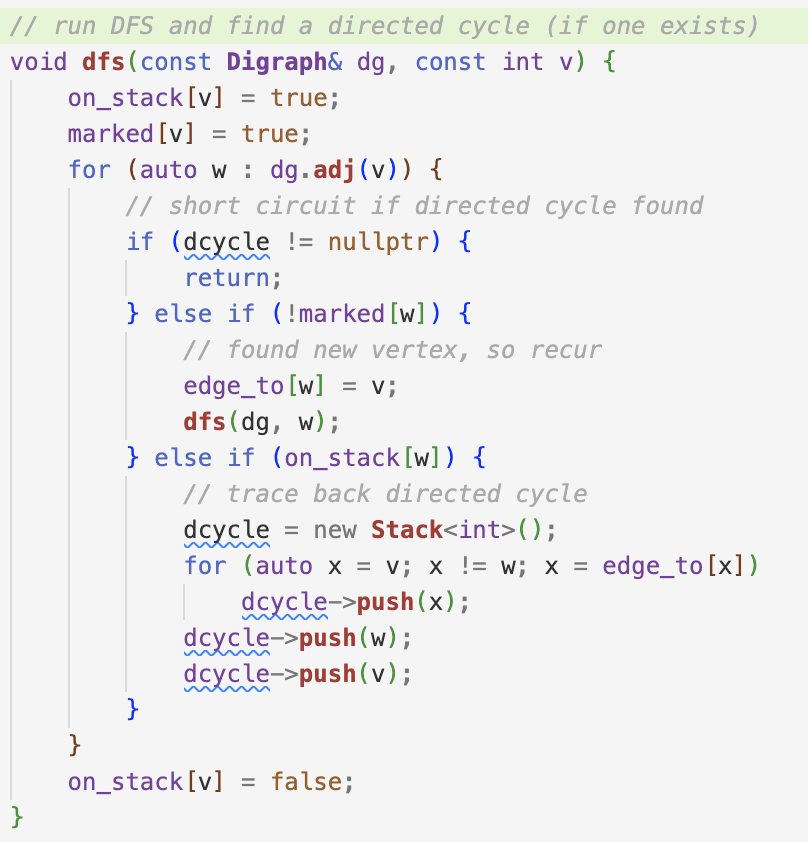 // run DFS and find a directed cycle (if one exists)
void dfs(const Digraph& dg, const int v) {
    on_stack[v] = true;
    marked[v] = true;
    for (auto w : dg.adj(v)) {
        // short circuit if directed cycle found
        if (dcycle != nullptr) {
            return;
        } else if (!marked[w]) {
            // found new vertex, so recur
            edge_to[w] = v;
            dfs(dg, w);
        } else if (on_stack[w]) {
            // trace back directed cycle
            dcycle = new Stack<int>();
            for (auto x = v; x != w; x = edge_to[x])
                dcycle->push(x);
            dcycle->push(w);
            dcycle->push(v);
        }
    }
    on_stack[v] = false;
}